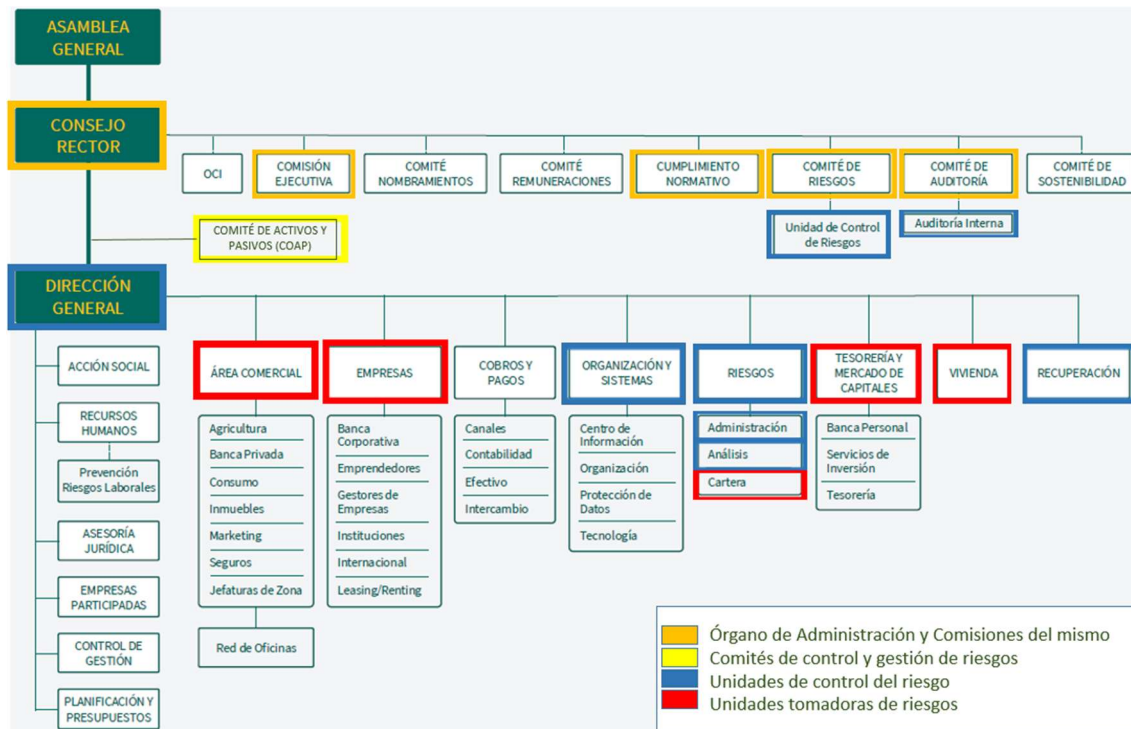 ASAMBLEA
GENERAL
CONSEJO
RECTOR
OCI
COMISIÓN
EJECUTIVA
COMITÉ
NOMBRAMIENTOS
COMITÉ
REMUNERACIONES
CUMPLIMIENTO
NORMATIVO
COMITÉ DE
RIESGOS
COMITÉ DE
AUDITORÍA
COMITÉ DE
SOSTENIBILIDAD
COMITÉ DE ACTIVOS Y
PASIVOS (COAP)
Unidad de Control
de Riesgos
Auditoría Interna
DIRECCIÓN
GENERAL
ACCIÓN SOCIAL
RECURSOS
HUMANOS
Prevención
Riesgos Laborales
ASESORÍA
JURÍDICA
EMPRESAS
PARTICIPADAS
CONTROL DE
GESTIÓN
PLANIFICACIÓN Y
PRESUPUESTOS
ÁREA COMERCIAL
Agricultura
Banca Privada
Consumo
Inmuebles
Marketing
Seguros
Jefaturas de Zona
Red de Oficinas
EMPRESAS
Banca
Corporativa
Emprendedores
Gestores de
Empresas
Instituciones
Internacional
Leasing/Renting
COBROS Y
PAGOS
Canales
Contabilidad
Efectivo
Intercambio
ORGANIZACIÓN Y
SISTEMAS
Centro de
Información
Organización
Protección de
Datos
Tecnología
RIESGOS
Administración
Análisis
Cartera
TESORERÍA Y
MERCADO DE
CAPITALES
Banca Personal
Servicios de
Inversión
Tesorería
VIVIENDA
RECUPERACIÓN
Órgano de Administración y Comisiones del mismo
Comités de control y gestión de riesgos
Unidades de control del riesgo
Unidades tomadoras de riesgos